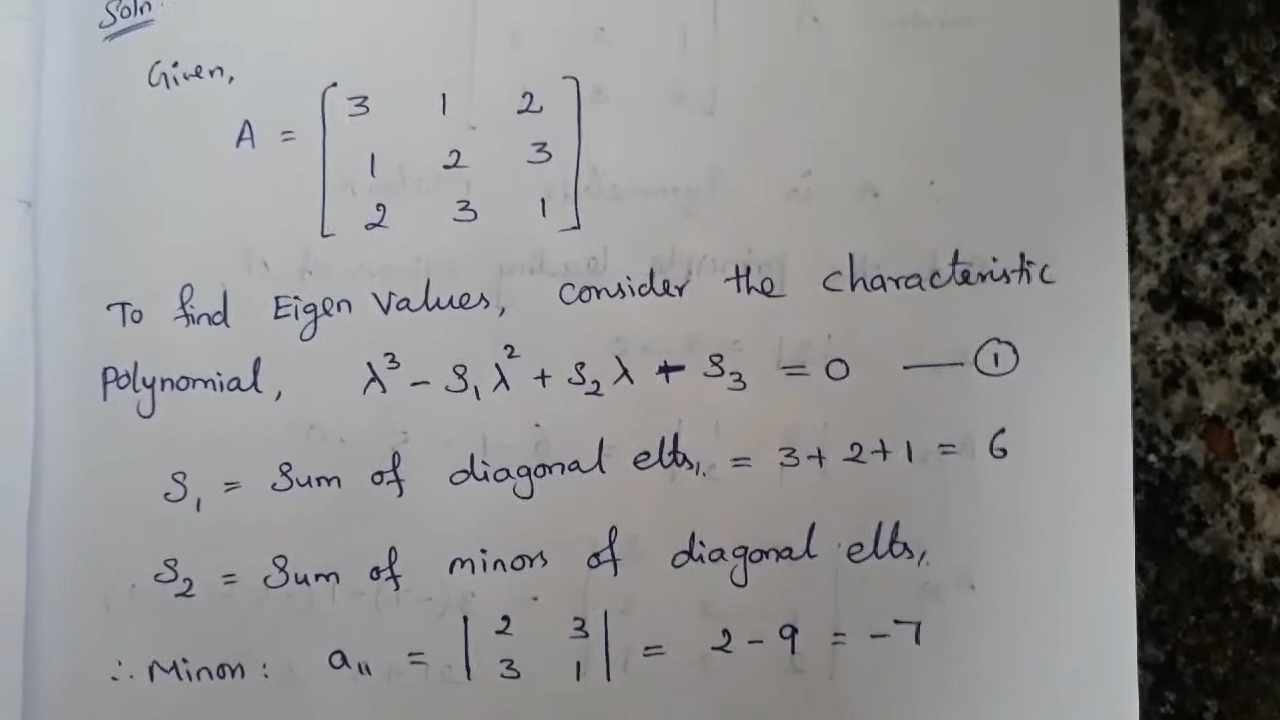 Soln.
Given,
A = [ 3 1 2
1 2 3
2 3 1 ]
To find Eigen Values, consider the characteristic
Polynomial, λ³ - S₁λ² + S₂λ - S₃ = 0 — ①
S₁ = Sum of diagonal elts, = 3+2+1 = 6
S₂ = Sum of minors of diagonal elts,
∴ Minor: a₁₁ = | 2 3
3 1 | = 2 - 9 = -7